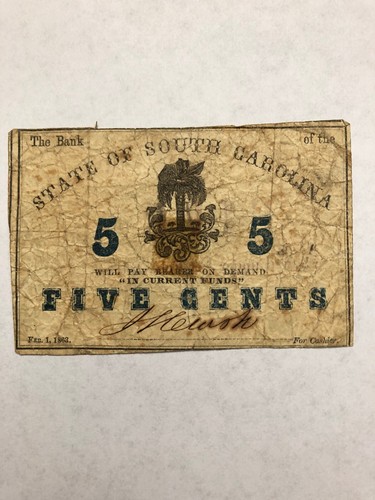 The Bank of the
STATE OF SOUTH CAROLINA
5 5
WILL PAY BEARER ON DEMAND
"IN CURRENT FUNDS"
FIVE CENTS
FEB. 1, 1863. For Cashier.